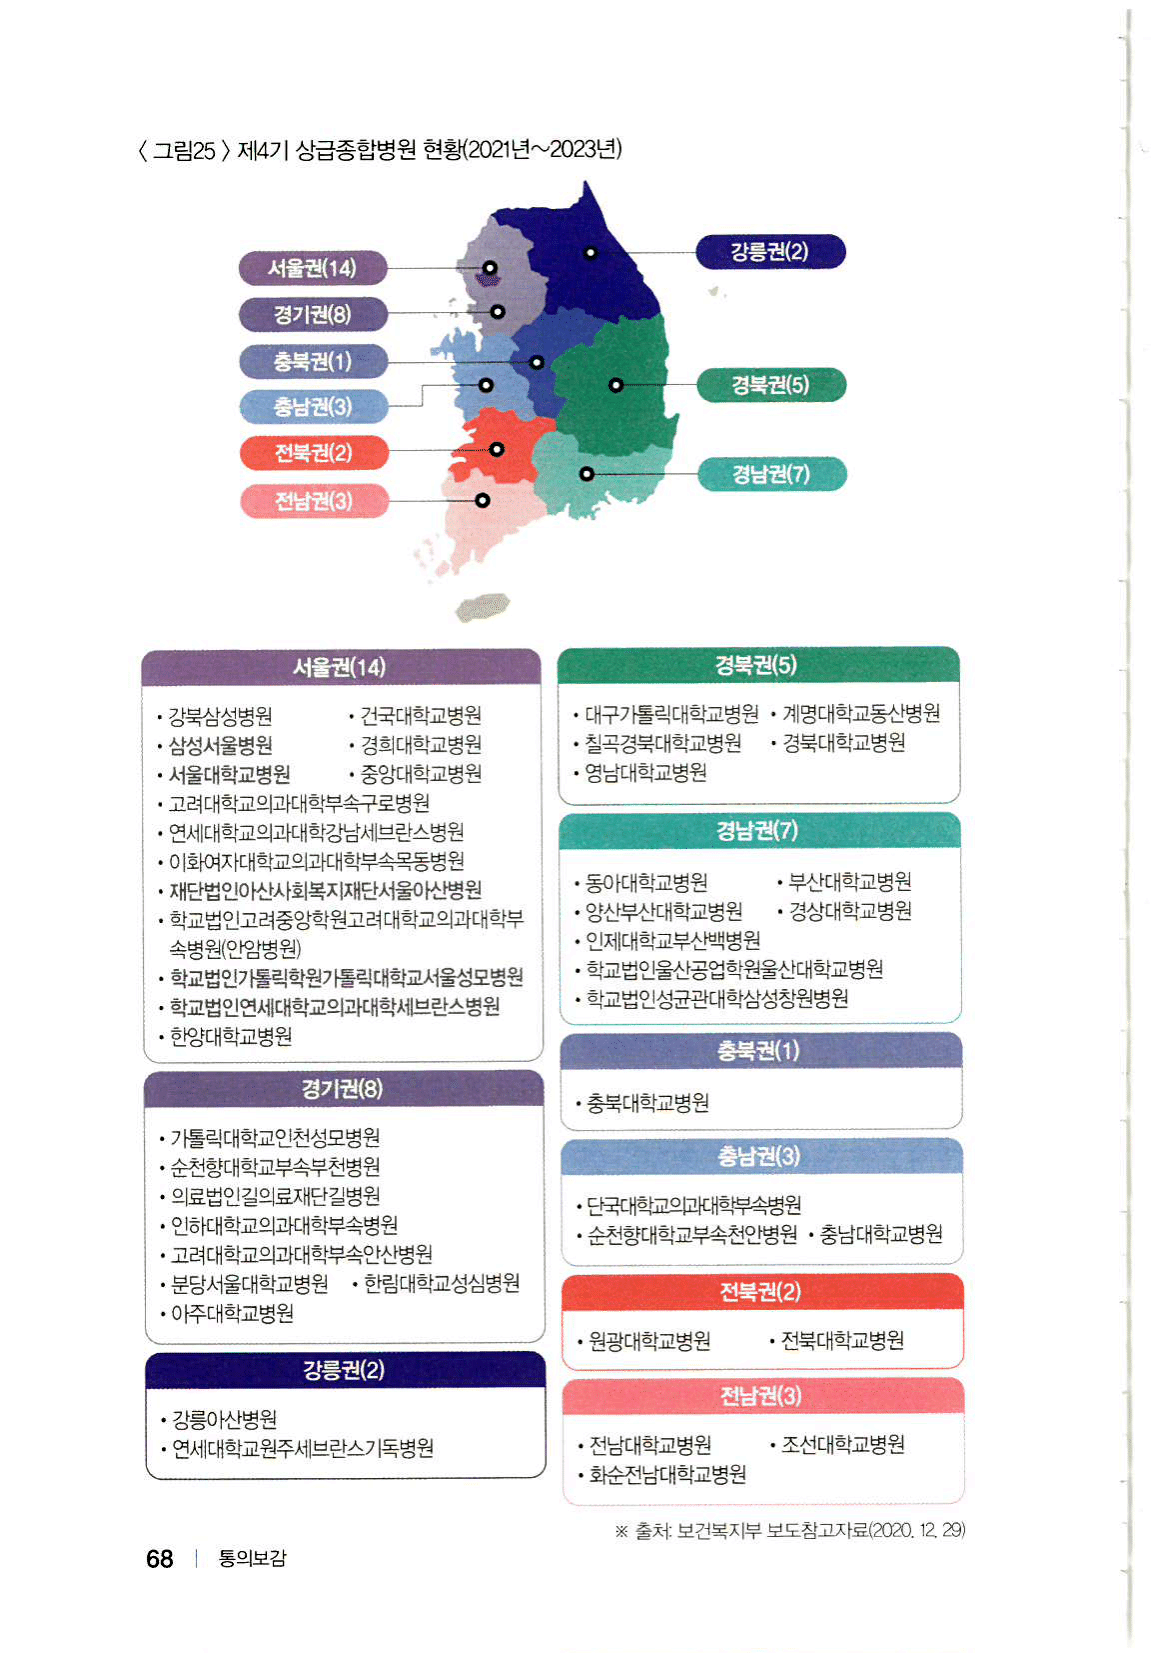 〈 그림25 〉 제4기 상급종합병원 현황(2021년~2023년)
서울권(14)
경기권(8)
충북권(1)
충남권(3)
전북권(2)
전남권(3)
강릉권(2)
경북권(5)
경남권(7)
서울권(14)
• 강북삼성병원 • 건국대학교병원
• 삼성서울병원 • 경희대학교병원
• 서울대학교병원 • 중앙대학교병원
• 고려대학교의과대학부속구로병원
• 연세대학교의과대학강남세브란스병원
• 이화여자대학교의과대학부속목동병원
• 재단법인아산사회복지재단서울아산병원
• 학교법인고려중앙학원고려대학교의과대학부
속병원(안암병원)
• 학교법인가톨릭학원가톨릭대학교서울성모병원
• 학교법인연세대학교의과대학세브란스병원
• 한양대학교병원
경기권(8)
• 가톨릭대학교인천성모병원
• 순천향대학교부속부천병원
• 의료법인길의료재단길병원
• 인하대학교의과대학부속병원
• 고려대학교의과대학부속안산병원
• 분당서울대학교병원 • 한림대학교성심병원
• 아주대학교병원
강릉권(2)
• 강릉아산병원
• 연세대학교원주세브란스기독병원
경북권(5)
• 대구가톨릭대학교병원 • 계명대학교동산병원
• 칠곡경북대학교병원 • 경북대학교병원
• 영남대학교병원
경남권(7)
• 동아대학교병원 • 부산대학교병원
• 양산부산대학교병원 • 경상대학교병원
• 인제대학교부산백병원
• 학교법인울산공업학원울산대학교병원
• 학교법인성균관대학삼성창원병원
충북권(1)
• 충북대학교병원
충남권(3)
• 단국대학교의과대학부속병원
• 순천향대학교부속천안병원 • 충남대학교병원
전북권(2)
• 원광대학교병원 • 전북대학교병원
전남권(3)
• 전남대학교병원 • 조선대학교병원
• 화순전남대학교병원
※ 출처: 보건복지부 보도참고자료(2020. 12. 29)
68 | 통의보감